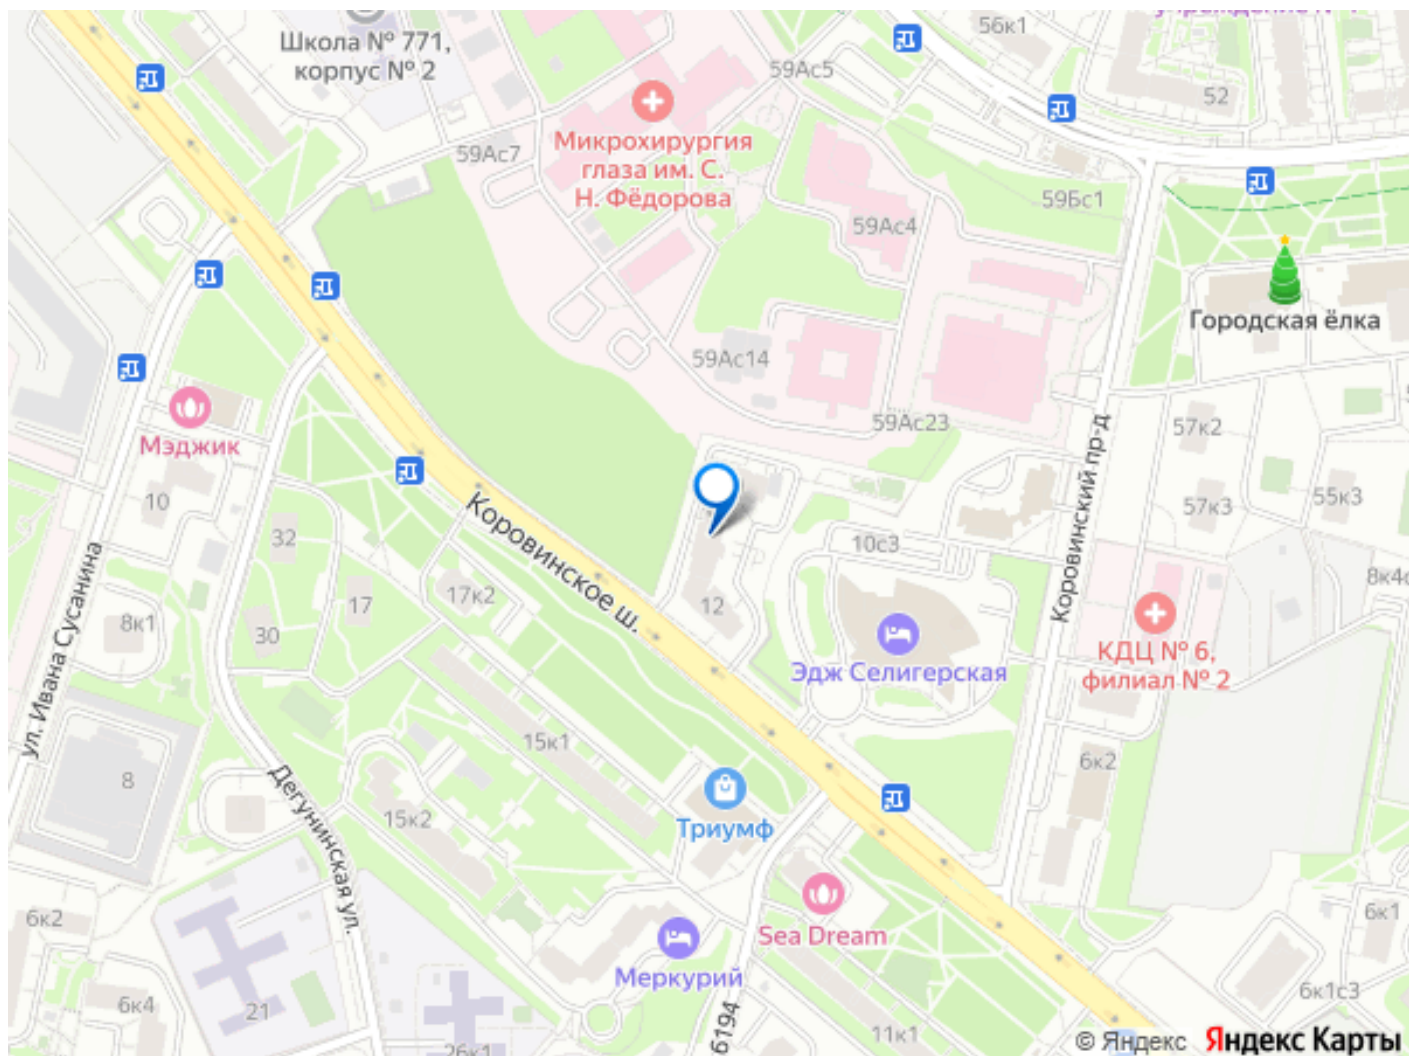 Школа № 771,
корпус № 2
59Ас7
59Ас5
56к1
52
Микрохирургия
глаза им. С.
Н. Фёдорова
59Бс1
59Ас4
Городская ёлка
59Ас14
59Ас23
57к2
57к3
55к3
Коровинский пр-д
Мэджик
10
32
17
17к2
8к1
30
ул. Ивана Сусанина
Коровинское ш.
12
10с3
Эдж Селигерская
КДЦ № 6,
филиал № 2
6к2
15к1
15к2
8
Дегунинская ул.
Триумф
Sea Dream
Меркурий
6к2
6к4
21
26к1
6194
11к1
6к1
6к1с3
© Яндекс Яндекс Карты